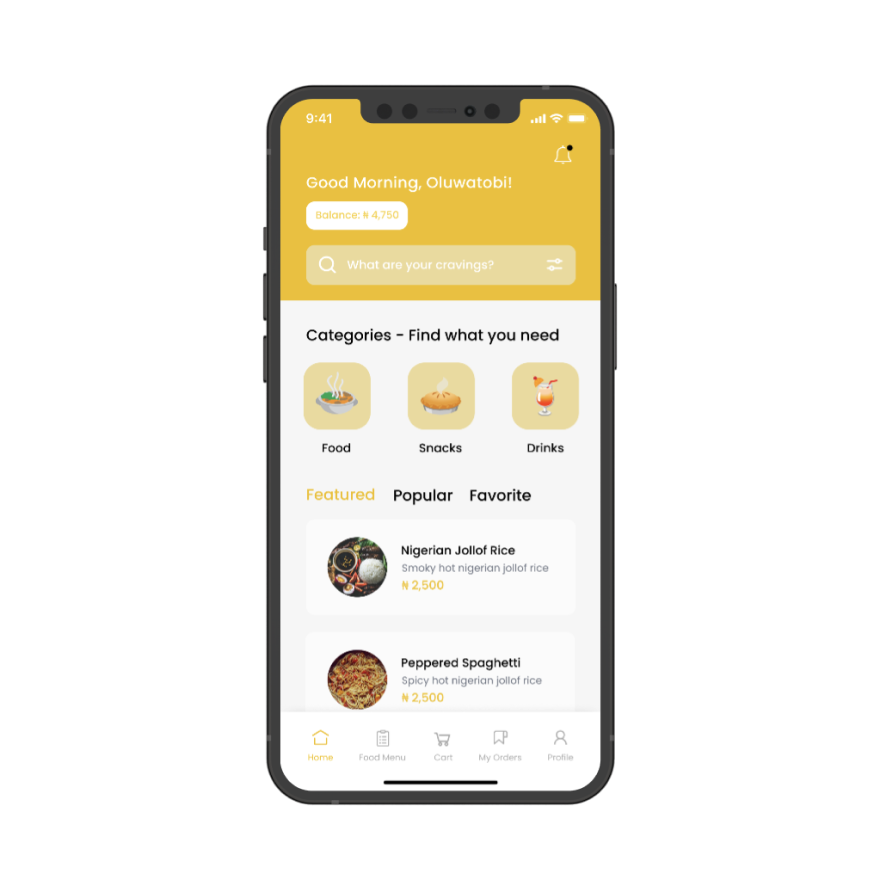 9:41
Good Morning, Oluwatobi!
Balance: ₦ 4,750
What are your cravings?
Categories - Find what you need
Food Snacks Drinks
Featured Popular Favorite
Nigerian Jollof Rice
Smoky hot nigerian jollof rice
₦ 2,500
Peppered Spaghetti
Spicy hot nigerian jollof rice
₦ 2,500
Home Food Menu Cart My Orders Profile